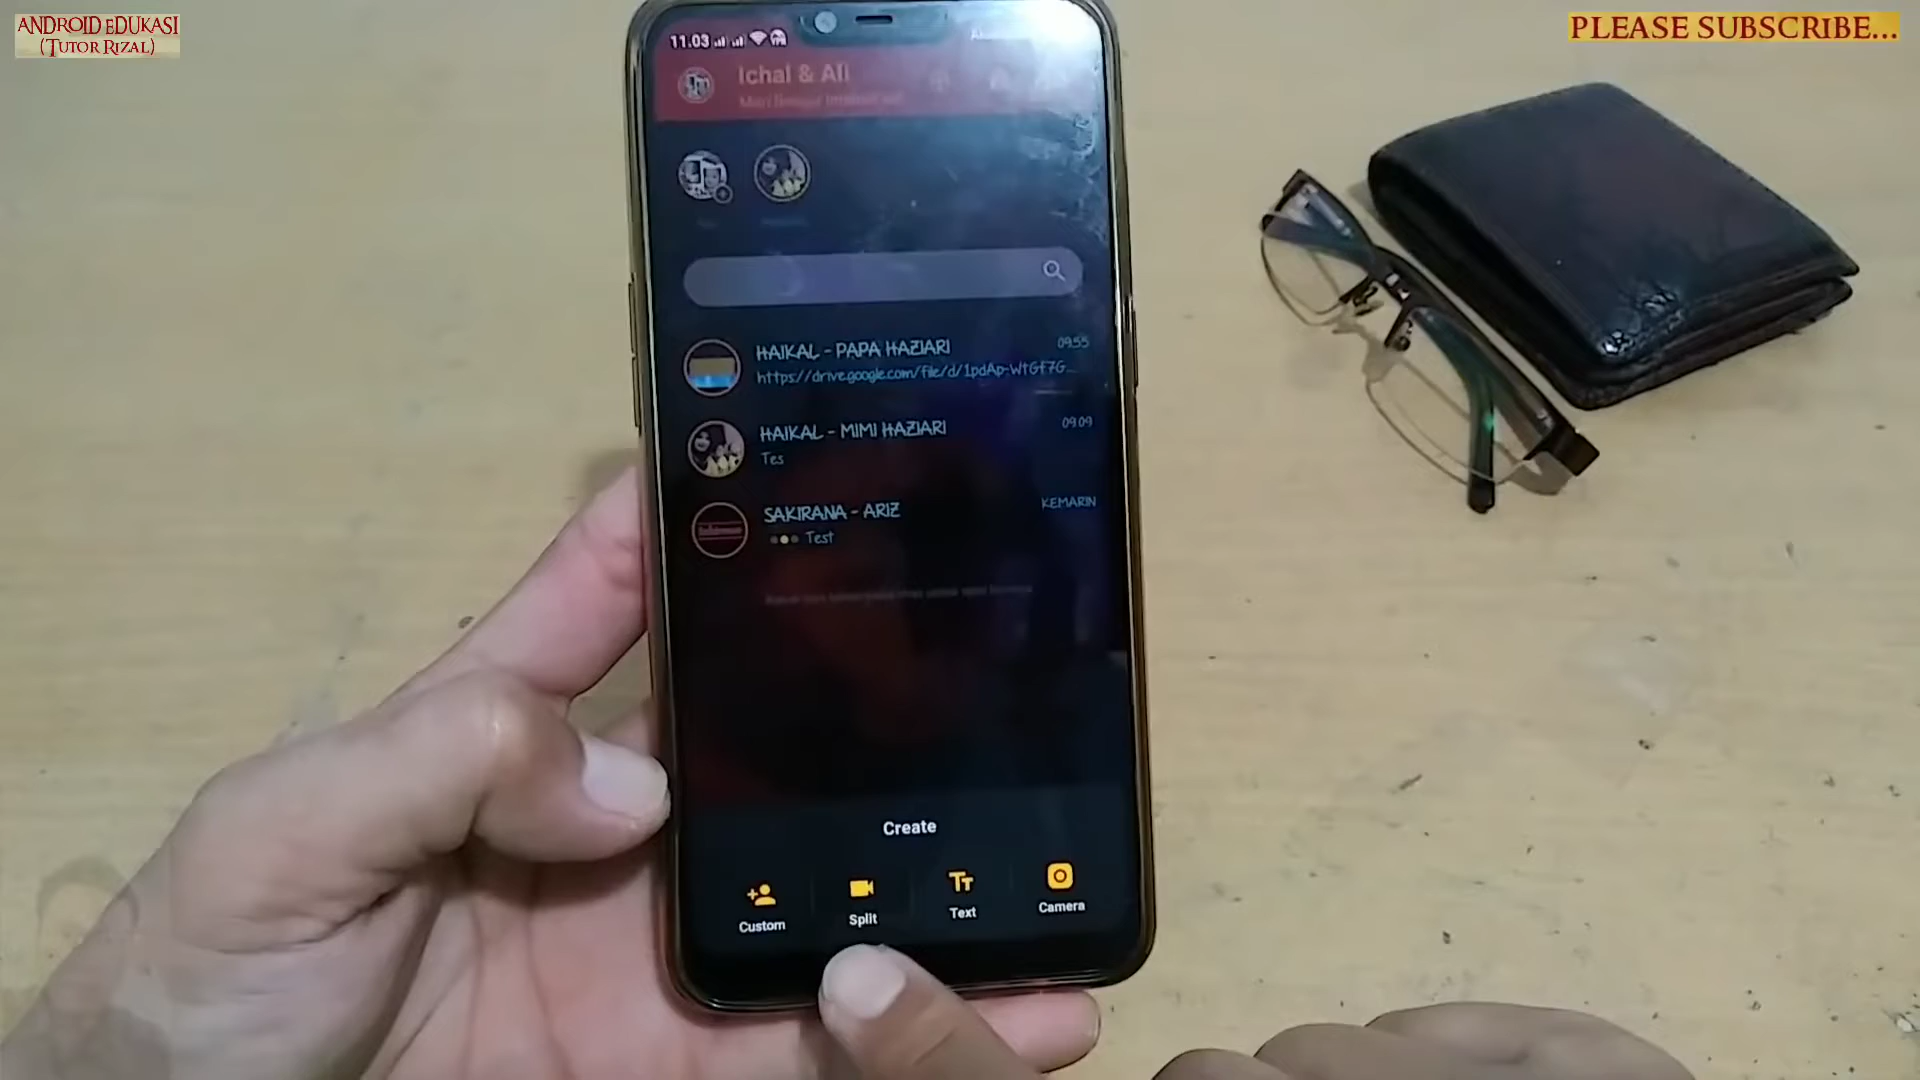 ANDROID EDUKASI
(TUTOR RIZAL)
PLEASE SUBSCRIBE...
11.03
Ichal & Ali
HAIKAL - PAPA HAZIARI
09.55
https://drive.google.com/file/d/1pdAp-WtGf7G...
HAIKAL - MIMI HAZIARI
09.09
Tes
SAKIRANA - ARIZ
KEMARIN
Test
Create
Custom
Split
Text
Camera